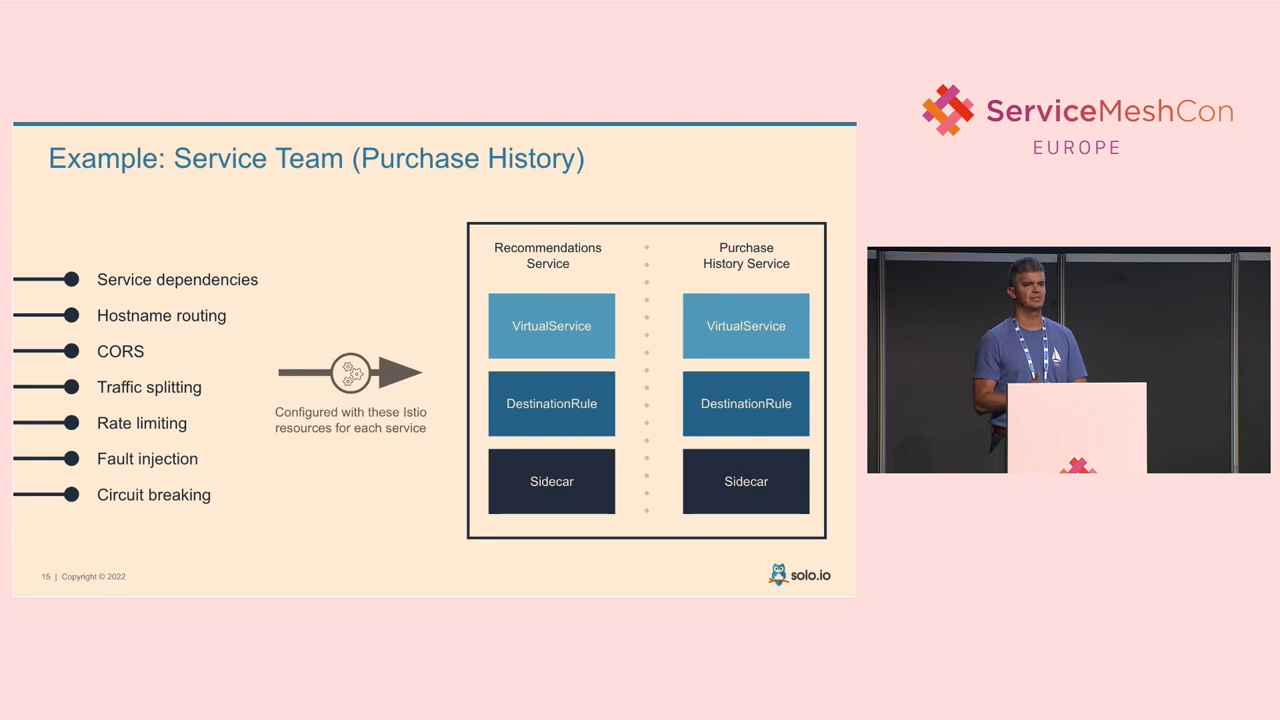 ServiceMeshCon
EUROPE
Example: Service Team (Purchase History)
Service dependencies
Hostname routing
CORS
Traffic splitting
Rate limiting
Fault injection
Circuit breaking
Configured with these Istio
resources for each service
Recommendations
Service
VirtualService
DestinationRule
Sidecar
Purchase
History Service
VirtualService
DestinationRule
Sidecar
15 | Copyright © 2022
solo.io